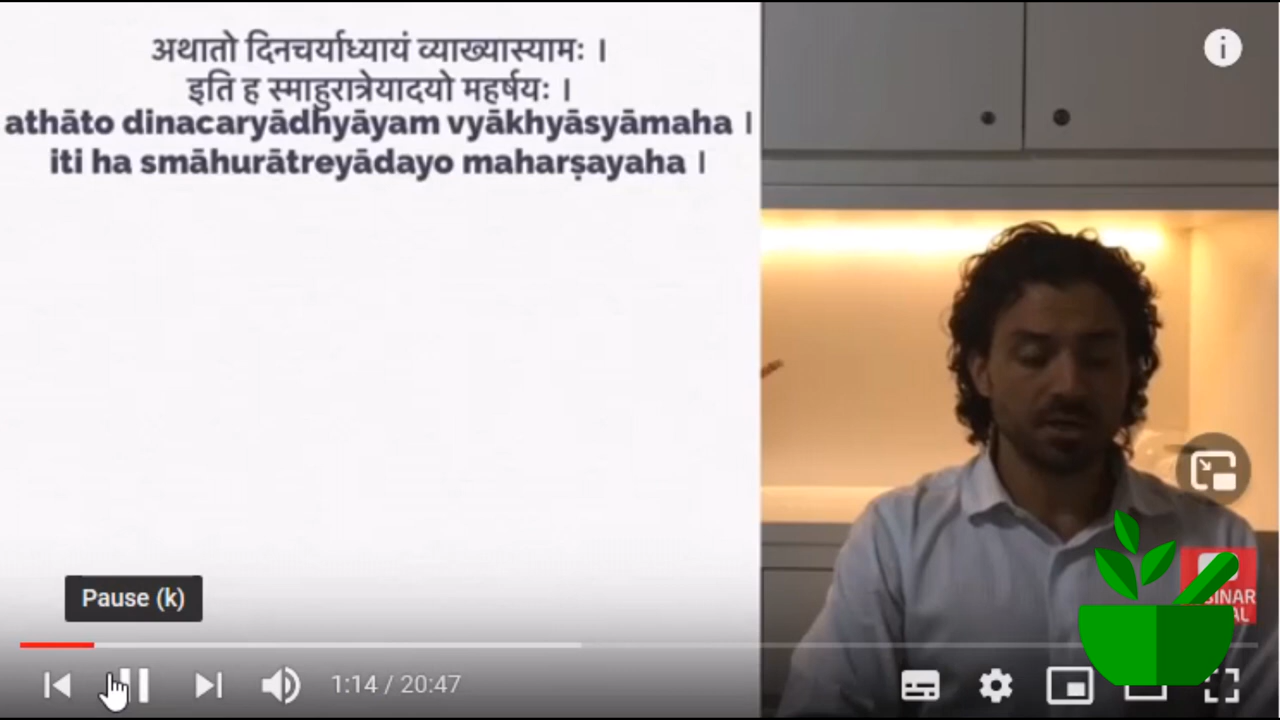 अथातो दिनचर्याध्यायं व्याख्यास्यामः ।
इति ह स्माहुरात्रेयादयो महर्षयः ।
athāto dinacaryādhyāyam vyākhyāsyāmaha ।
iti ha smāhurātreyādayo maharṣayaha ।
i
Pause (k)
1:14 / 20:47